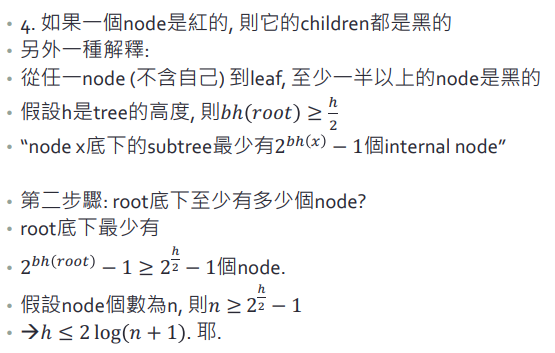 • 4. 如果一個node是紅的, 則它的children都是黑的
• 另外一種解釋:
• 從任一node (不含自己) 到leaf, 至少一半以上的node是黑的
• 假設h是tree的高度, 則$bh(root) \geq \frac{h}{2}$
• “node x底下的subtree最少有$2^{bh(x)} - 1$個internal node”
• 第二步驟: root底下至少有多少個node?
• root底下最少有
• $2^{bh(root)} - 1 \geq 2^{\frac{h}{2}} - 1$個node.
• 假設node個數為n, 則$n \geq 2^{\frac{h}{2}} - 1$
• →$h \leq 2 \log(n + 1)$. 耶.